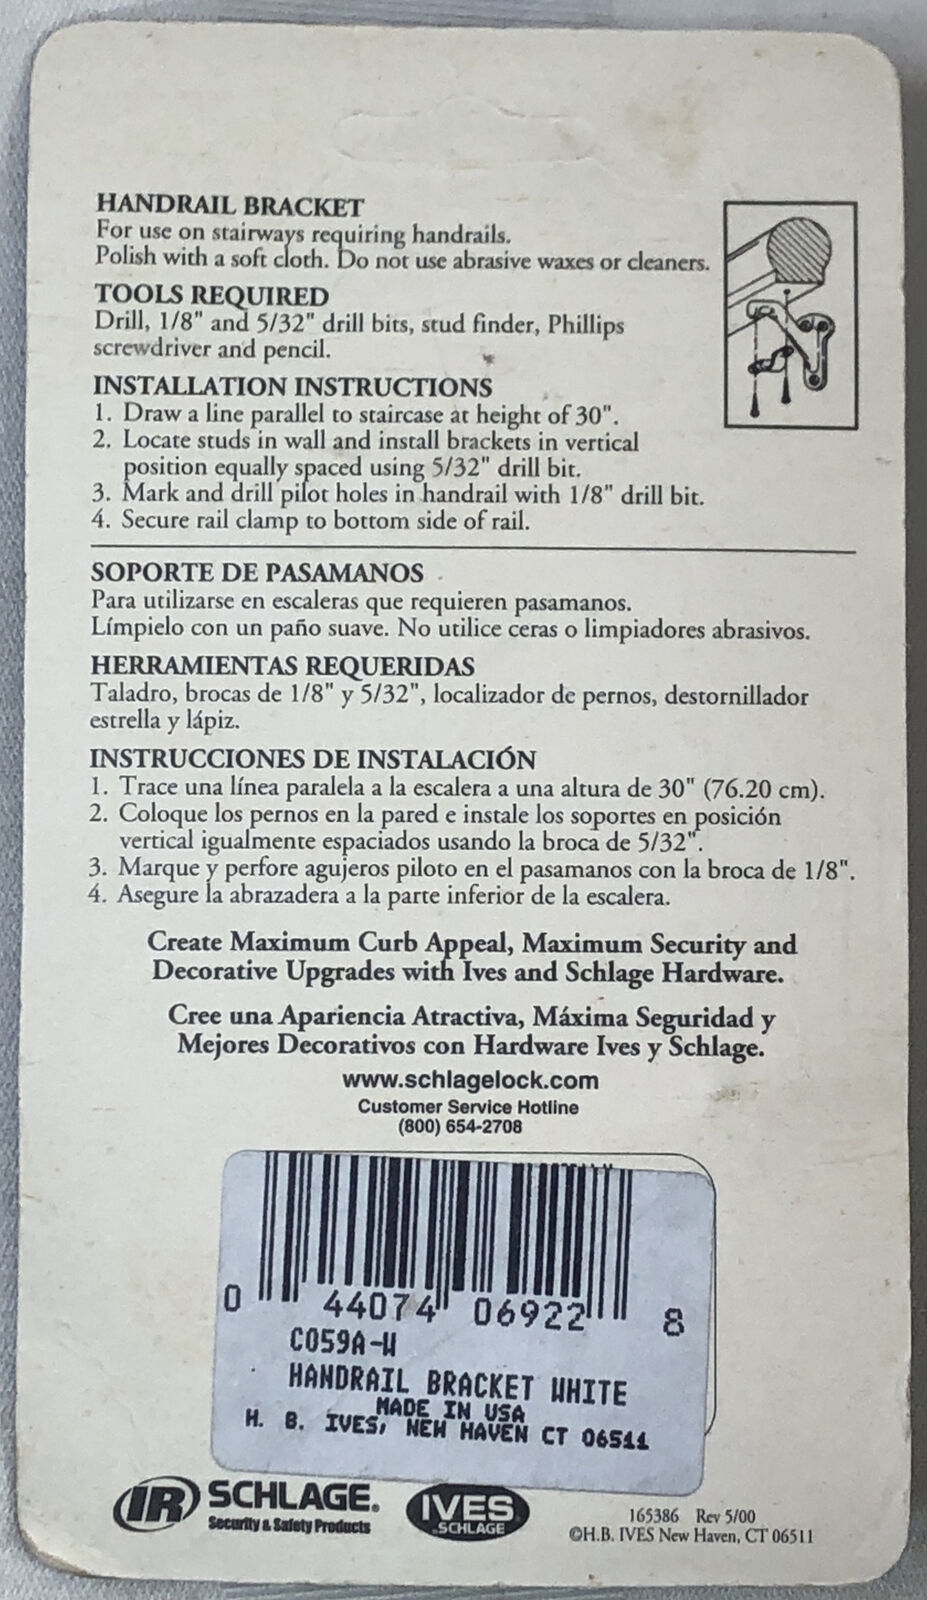 HANDRAIL BRACKET
For use on stairways requiring handrails.
Polish with a soft cloth. Do not use abrasive waxes or cleaners.
TOOLS REQUIRED
Drill, 1/8" and 5/32" drill bits, stud finder, Phillips
screwdriver and pencil.
INSTALLATION INSTRUCTIONS
1. Draw a line parallel to staircase at height of 30".
2. Locate studs in wall and install brackets in vertical
position equally spaced using 5/32" drill bit.
3. Mark and drill pilot holes in handrail with 1/8" drill bit.
4. Secure rail clamp to bottom side of rail.
SOPORTE DE PASAMANOS
Para utilizarse en escaleras que requieren pasamanos.
Límpielo con un paño suave. No utilice ceras o limpiadores abrasivos.
HERRAMIENTAS REQUERIDAS
Taladro, brocas de 1/8" y 5/32", localizador de pernos, destornillador
estrella y lápiz.
INSTRUCCIONES DE INSTALACIÓN
1. Trace una línea paralela a la escalera a una altura de 30" (76.20 cm).
2. Coloque los pernos en la pared e instale los soportes en posición
vertical igualmente espaciados usando la broca de 5/32".
3. Marque y perfore agujeros piloto en el pasamanos con la broca de 1/8".
4. Asegure la abrazadera a la parte inferior de la escalera.
Create Maximum Curb Appeal, Maximum Security and
Decorative Upgrades with Ives and Schlage Hardware.
Cree una Apariencia Atractiva, Máxima Seguridad y
Mejores Decorativos con Hardware Ives y Schlage.
www.schlagelock.com
Customer Service Hotline
(800) 654-2708
0 44074 06922 8
C059A-W
HANDRAIL BRACKET WHITE
MADE IN USA
H. B. IVES, NEW HAVEN CT 06511
IR SCHLAGE®
Security & Safety Products
IVES
SCHLAGE
165386 Rev 5/00
©H.B. IVES New Haven, CT 06511